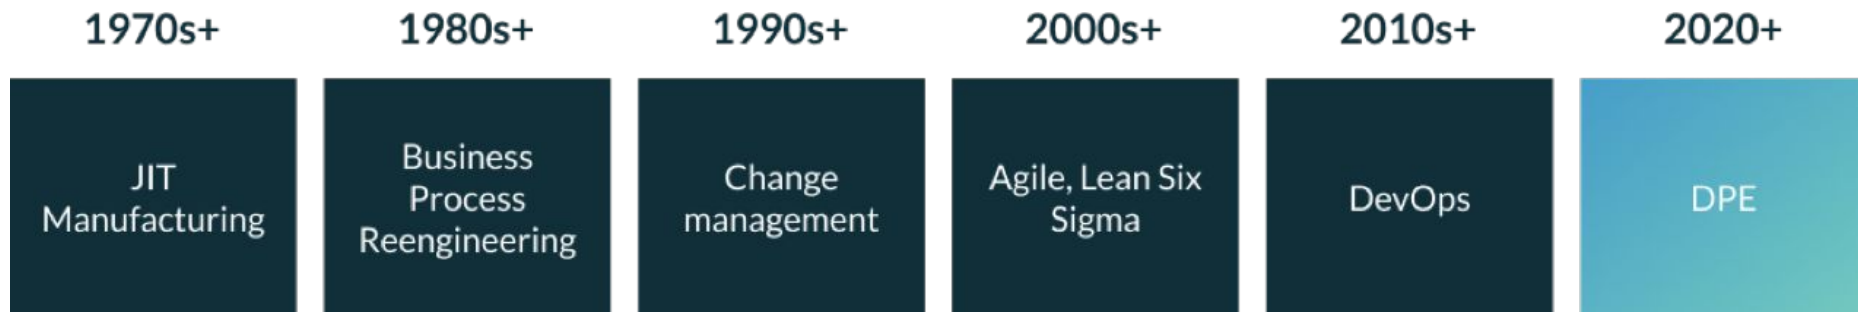 1970s+
1980s+
1990s+
2000s+
2010s+
2020+
JIT
Manufacturing
Business
Process
Reengineering
Change
management
Agile, Lean Six
Sigma
DevOps
DPE